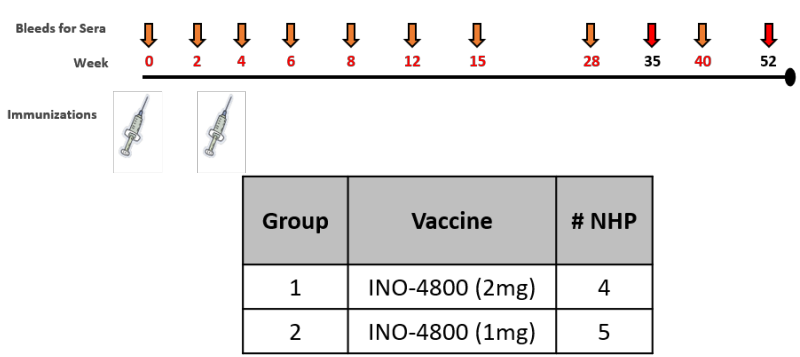 Bleeds for Sera
Week 0 2 4 6 8 12 15 28 35 40 52
Immunizations
Group Vaccine # NHP
1 INO-4800 (2mg) 4
2 INO-4800 (1mg) 5